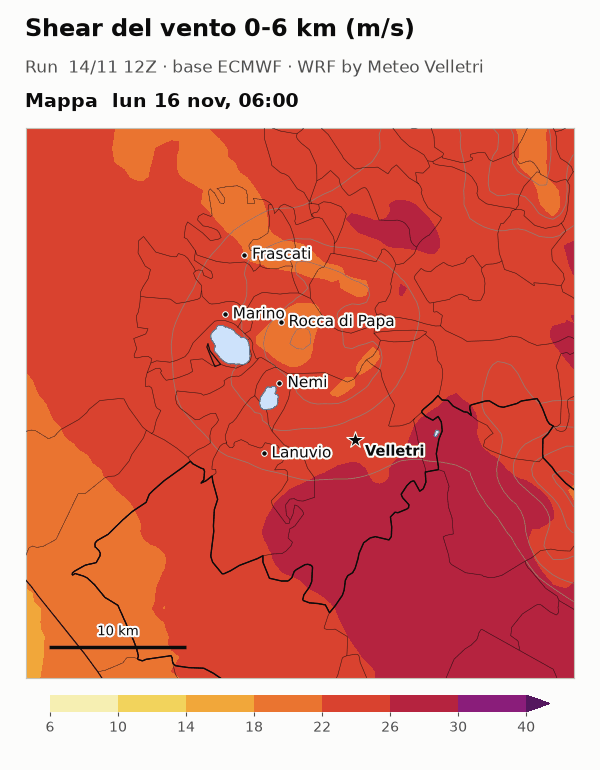 Shear del vento 0-6 km (m/s)
Run  14/11 12Z · base ECMWF · WRF by Meteo Velletri
Mappa  lun 16 nov, 06:00
Frascati
Marino
Rocca di Papa
Nemi
Velletri
Lanuvio
10 km
6 10 14 18 22 26 30 40